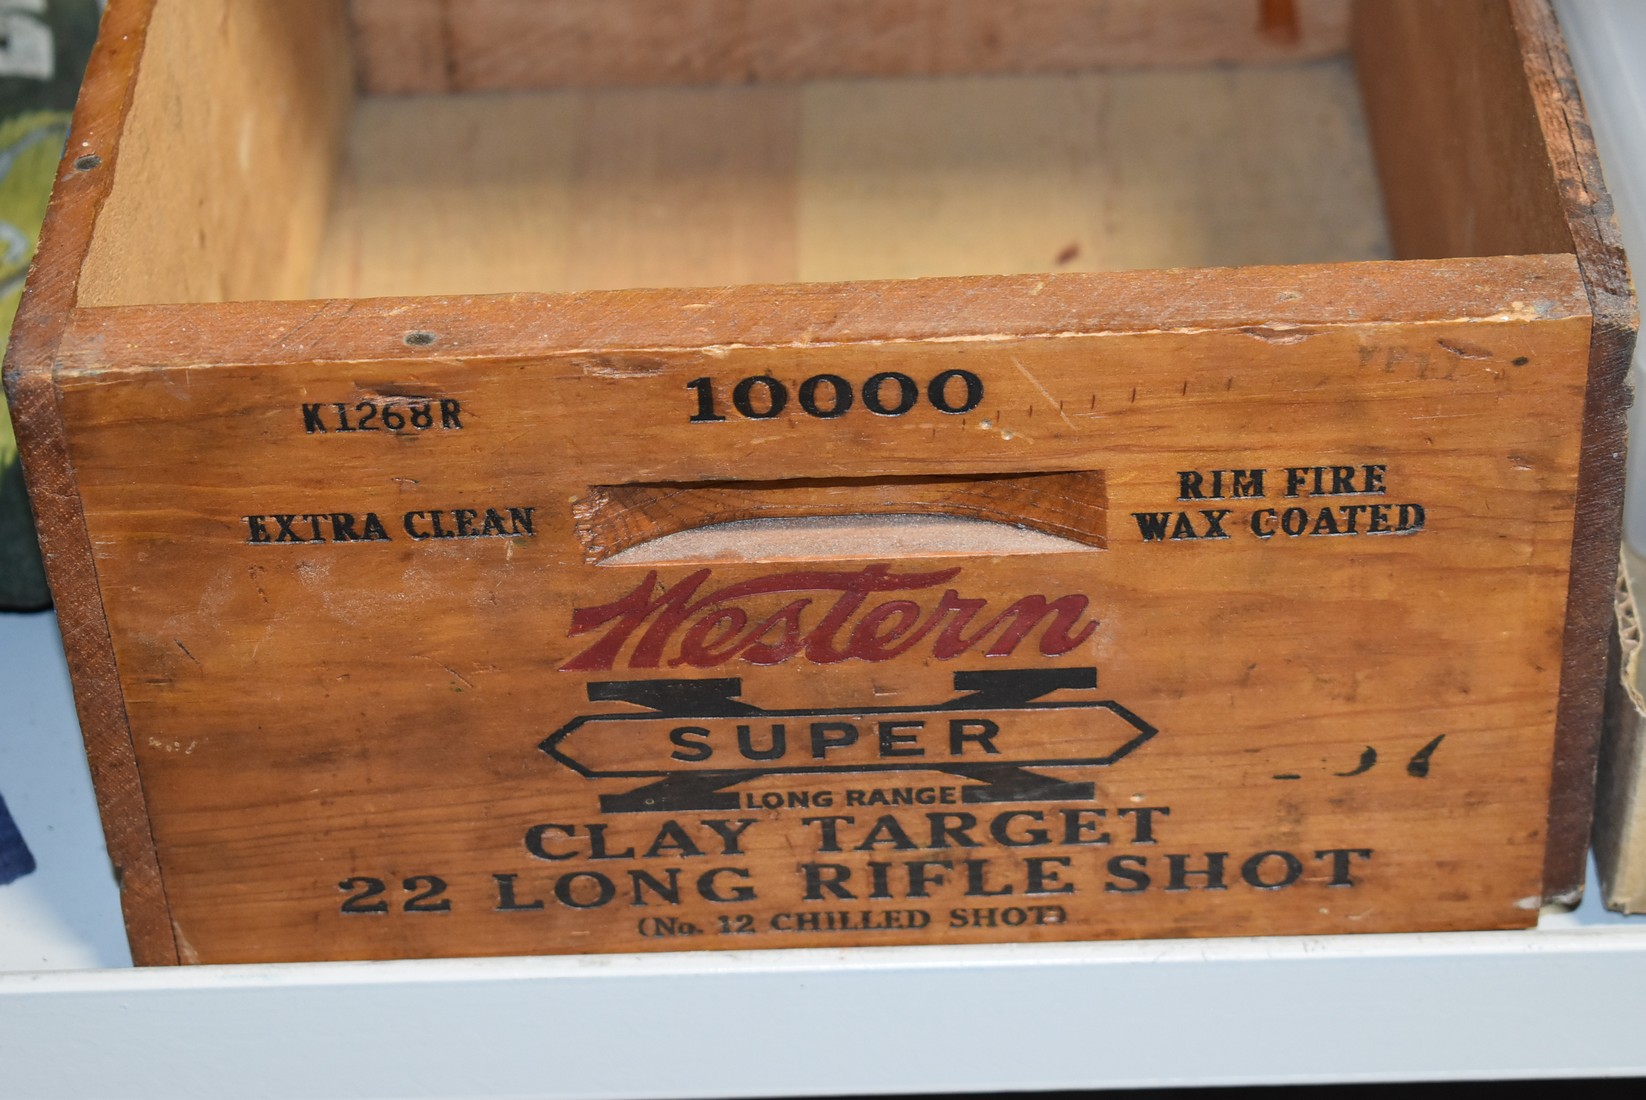 10000
K1268R
EXTRA CLEAN
RIM FIRE
WAX COATED
Western
SUPER X
LONG RANGE
CLAY TARGET
22 LONG RIFLE SHOT
(No. 12 CHILLED SHOT)